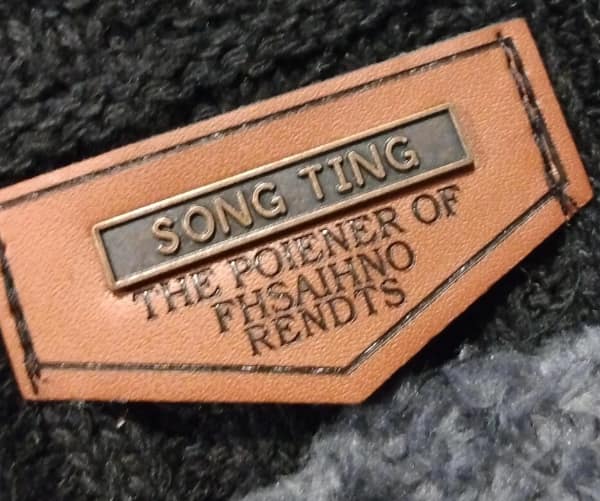 SONG TING
THE POIENER OF
FHSAIHNO
RENDTS